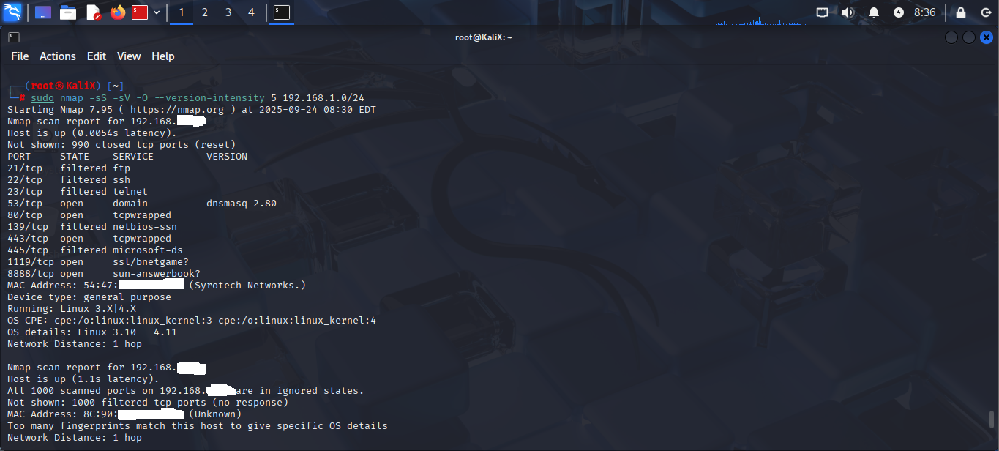 1 2 3 4 8:36
root@KaliX: ~
File Actions Edit View Help
(root㉿KaliX)-[~]
# sudo nmap -sS -sV -O --version-intensity 5 192.168.1.0/24
Starting Nmap 7.95 ( https://nmap.org ) at 2025-09-24 08:30 EDT
Nmap scan report for 192.168.
Host is up (0.0054s latency).
Not shown: 990 closed tcp ports (reset)
PORT STATE SERVICE VERSION
21/tcp filtered ftp
22/tcp filtered ssh
23/tcp filtered telnet
53/tcp open domain dnsmasq 2.80
80/tcp open tcpwrapped
139/tcp filtered netbios-ssn
443/tcp open tcpwrapped
445/tcp filtered microsoft-ds
1119/tcp open ssl/bnetgame?
8888/tcp open sun-answerbook?
MAC Address: 54:47: (Syrotech Networks.)
Device type: general purpose
Running: Linux 3.X|4.X
OS CPE: cpe:/o:linux:linux_kernel:3 cpe:/o:linux:linux_kernel:4
OS details: Linux 3.10 - 4.11
Network Distance: 1 hop
Nmap scan report for 192.168.
Host is up (1.1s latency).
All 1000 scanned ports on 192.168. are in ignored states.
Not shown: 1000 filtered tcp ports (no-response)
MAC Address: 8C:90: (Unknown)
Too many fingerprints match this host to give specific OS details
Network Distance: 1 hop